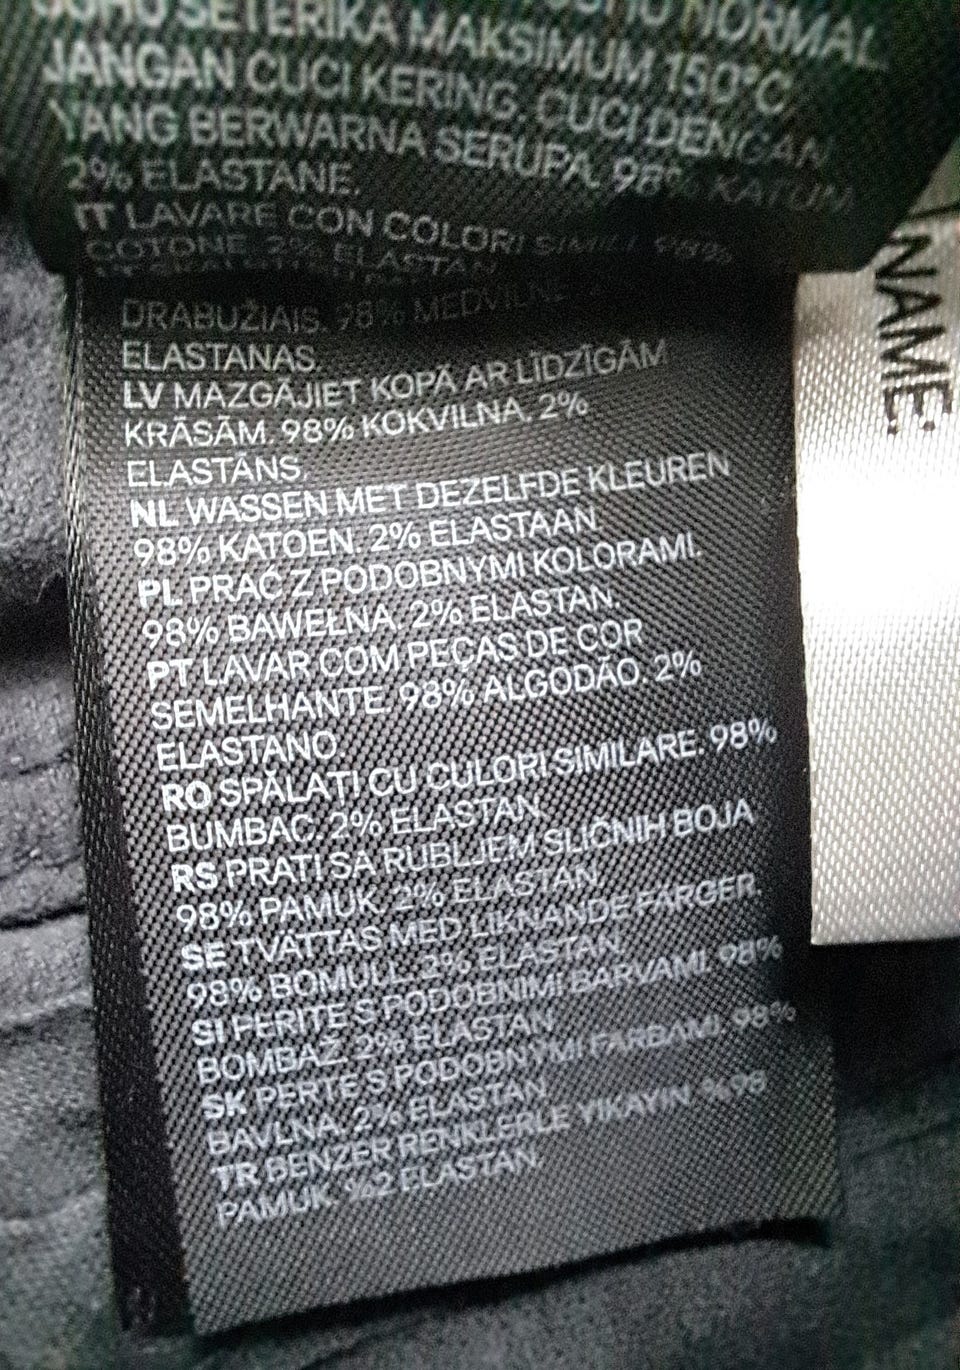 SUHU SETERIKA MAKSIMUM 150°C
JANGAN CUCI KERING. CUCI DENGAN
YANG BERWARNA SERUPA. 98% KATUN.
2% ELASTANE.
IT LAVARE CON COLORI SIMILI. 98%
COTONE. 2% ELASTAN
DRABUŽIAIS. 98% MEDVILNĖ
ELASTANAS.
LV MAZGĀJIET KOPĀ AR LĪDZĪGĀM
KRĀSĀM. 98% KOKVILNA. 2%
ELASTĀNS.
NL WASSEN MET DEZELFDE KLEUREN
98% KATOEN. 2% ELASTAAN.
PL PRAĆ Z PODOBNYMI KOLORAMI.
98% BAWEŁNA. 2% ELASTAN.
PT LAVAR COM PEÇAS DE COR
SEMELHANTE. 98% ALGODÃO. 2%
ELASTANO.
RO SPĂLAŢI CU CULORI SIMILARE. 98%
BUMBAC. 2% ELASTAN.
RS PRATI SA RUBLJEM SLIČNIH BOJA
98% PAMUK. 2% ELASTAN.
SE TVÄTTAS MED LIKNANDE FÄRGER.
98% BOMULL. 2% ELASTAN.
SI PERITE S PODOBNIMI BARVAMI. 98%
BOMBAŽ. 2% ELASTAN
SK PERTE S PODOBNÝMI FARBAMI. 98%
BAVLNA. 2% ELASTAN
TR BENZER RENKLERLE YIKAYIN. %98
PAMUK. %2 ELASTAN.
NAME: